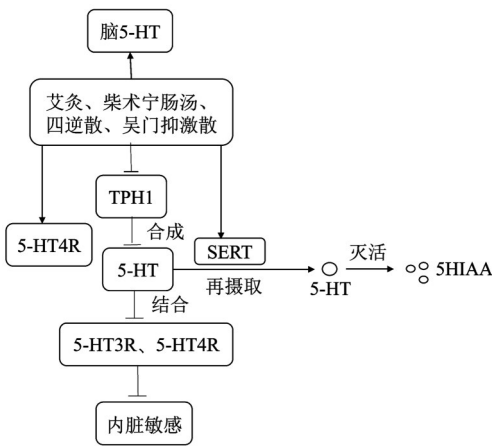 脑5-HT
艾灸、柴术宁肠汤、
四逆散、吴门抑激散
TPH1
合成
5-HT4R
SERT
5-HT
再摄取
5-HT
灭活
5HIAA
结合
5-HT3R、5-HT4R
内脏敏感